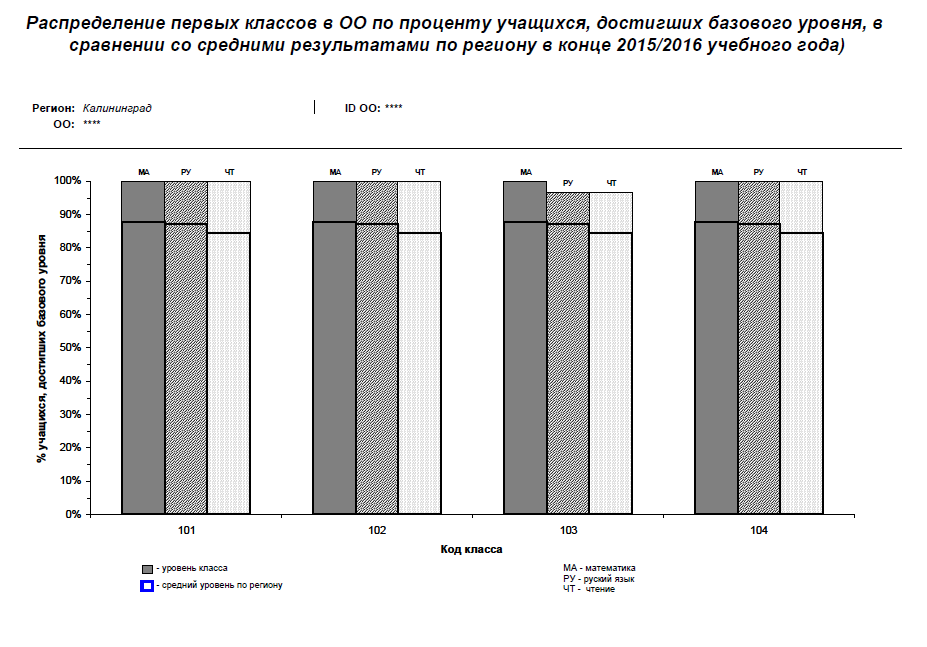 Распределение первых классов в ОО по проценту учащихся, достигших базового уровня, в
сравнении со средними результатами по региону в конце 2015/2016 учебного года)
Регион: Калининград
ID ОО: ****
ОО: ****
МА РУ ЧТ МА РУ ЧТ МА РУ ЧТ МА РУ ЧТ
100%
90%
80%
70%
60%
50%
40%
30%
20%
10%
0%
% учащихся, достипших базового уровня
101 102 103 104
Код класса
- уровень класса
- средний уровень по региону
МА - математика
РУ - руский язык
ЧТ - чтение